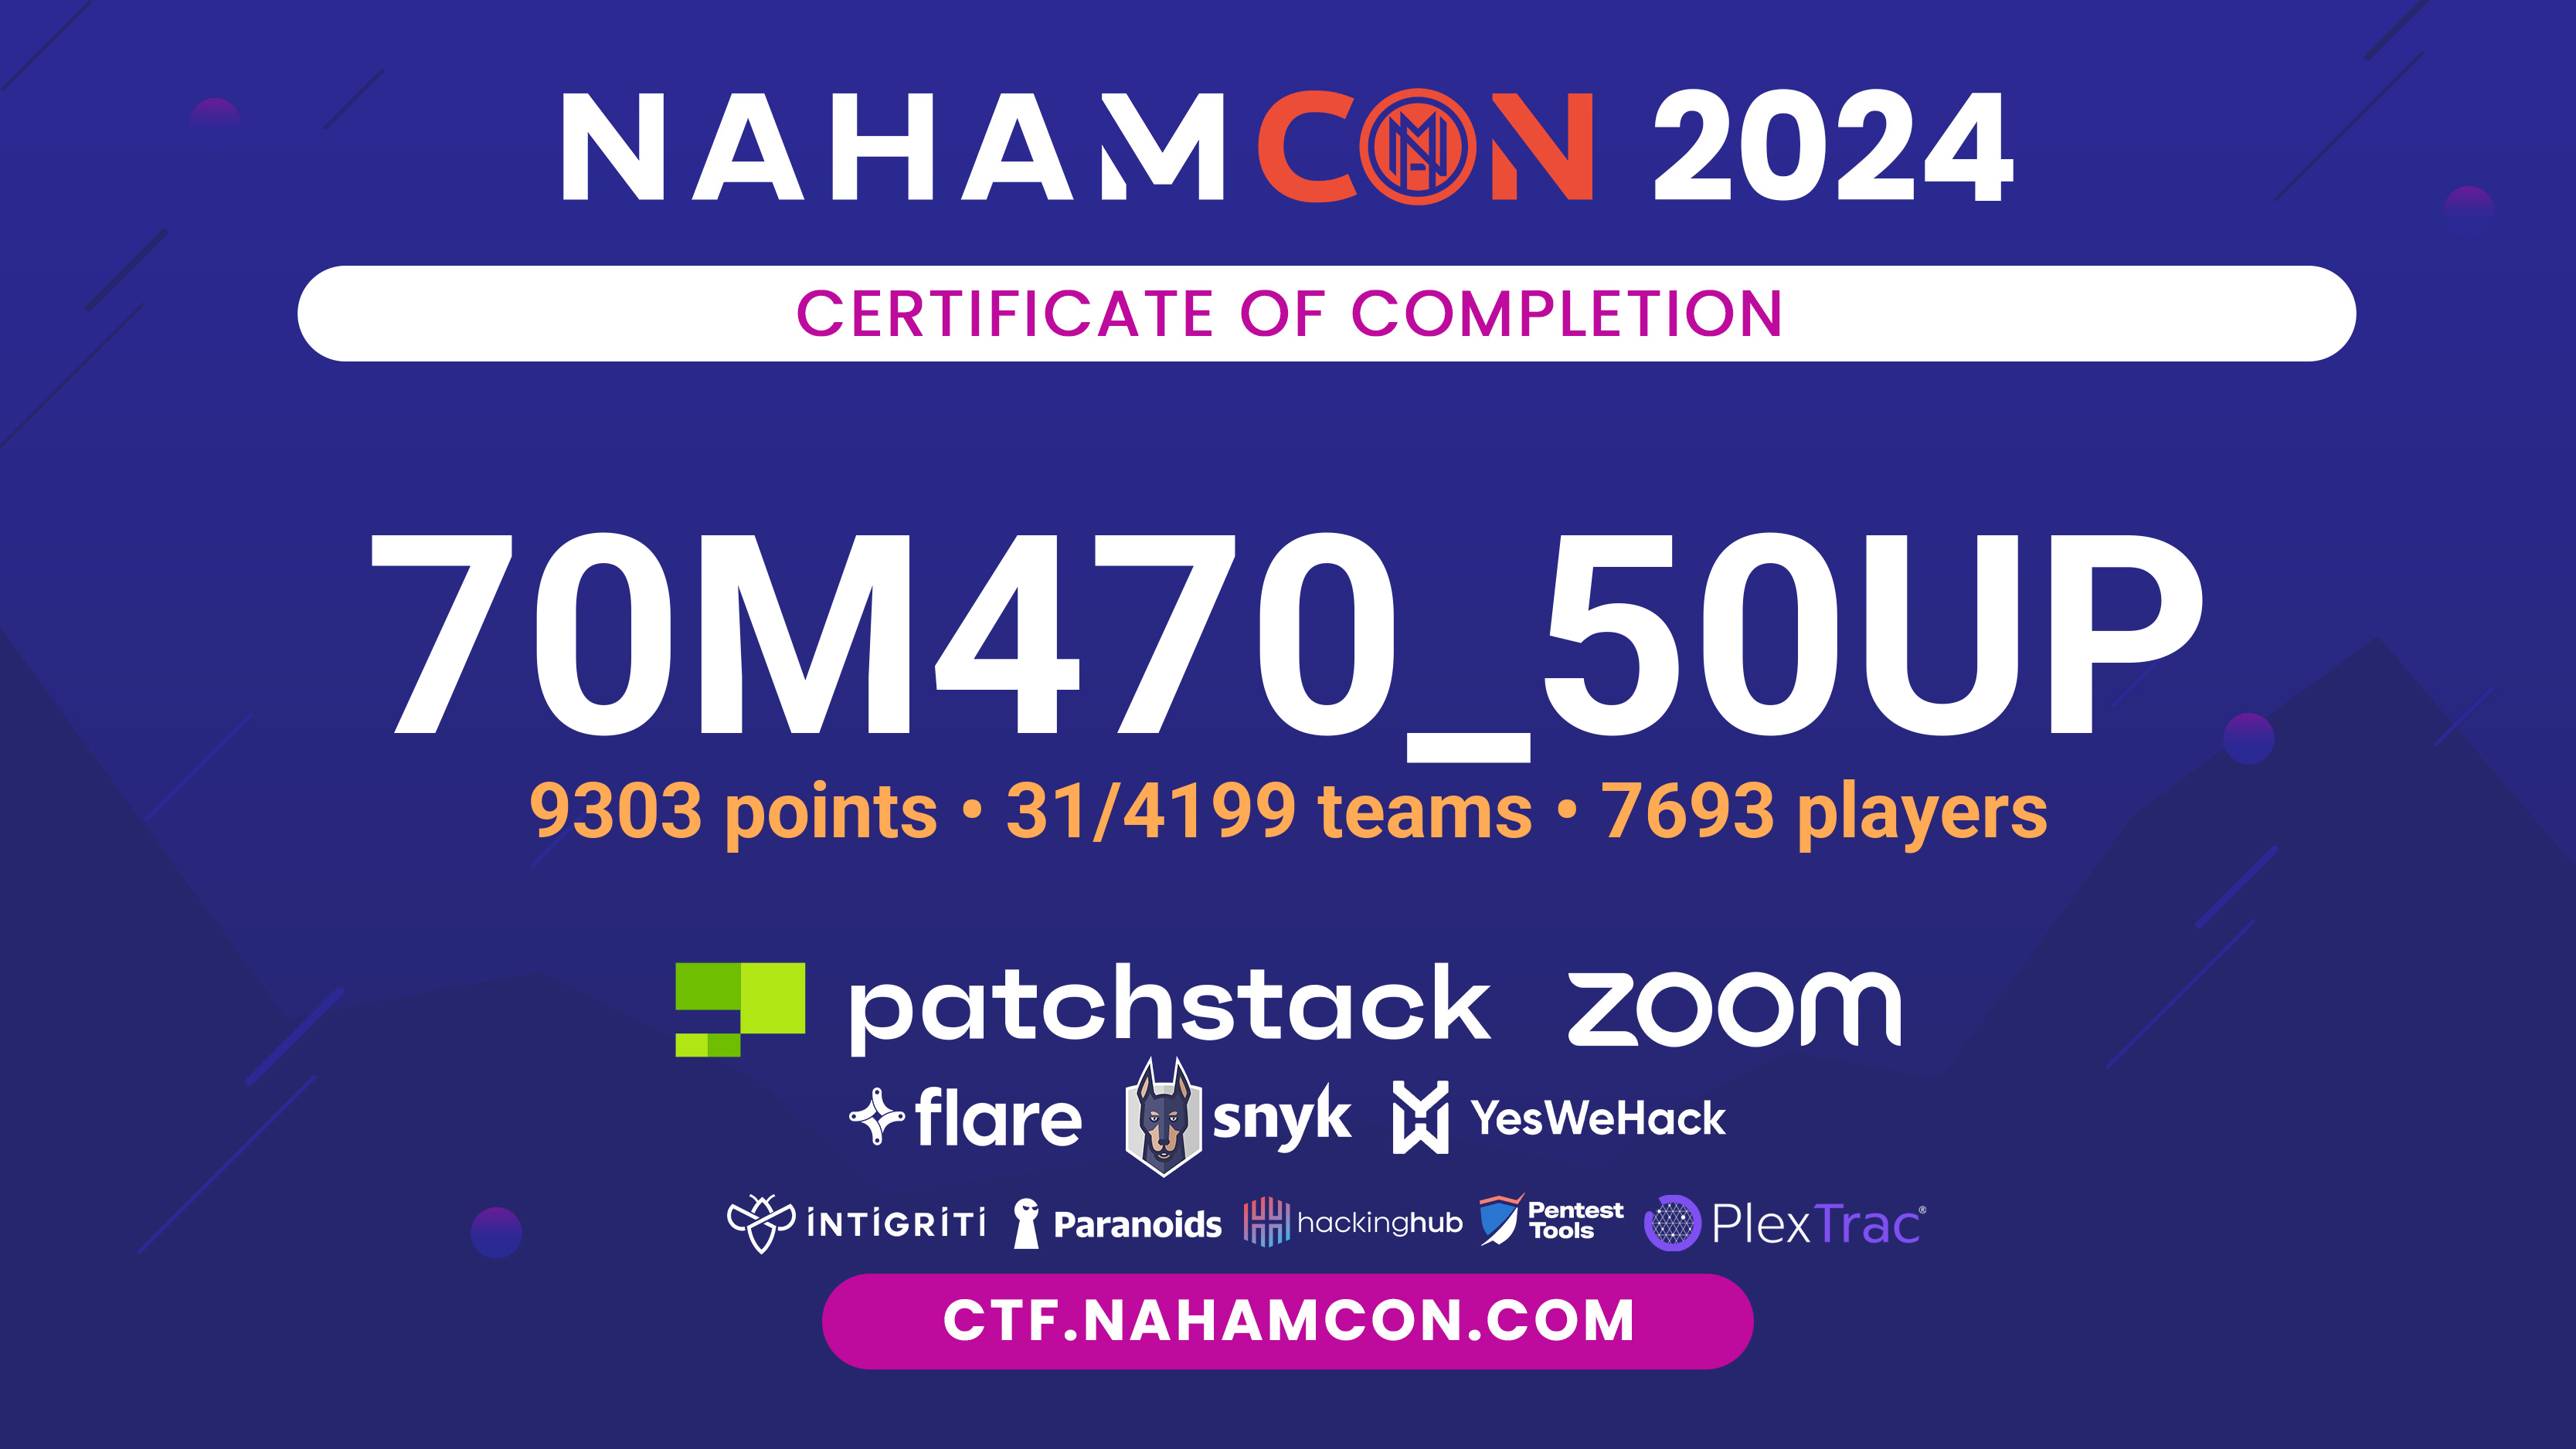 NAHAMCON 2024
CERTIFICATE OF COMPLETION
70M470_50UP
9303 points • 31/4199 teams • 7693 players
patchstack zoom
flare snyk YesWeHack
INTIGRITI Paranoids hackinghub Pentest Tools PlexTrac®
CTF.NAHAMCON.COM